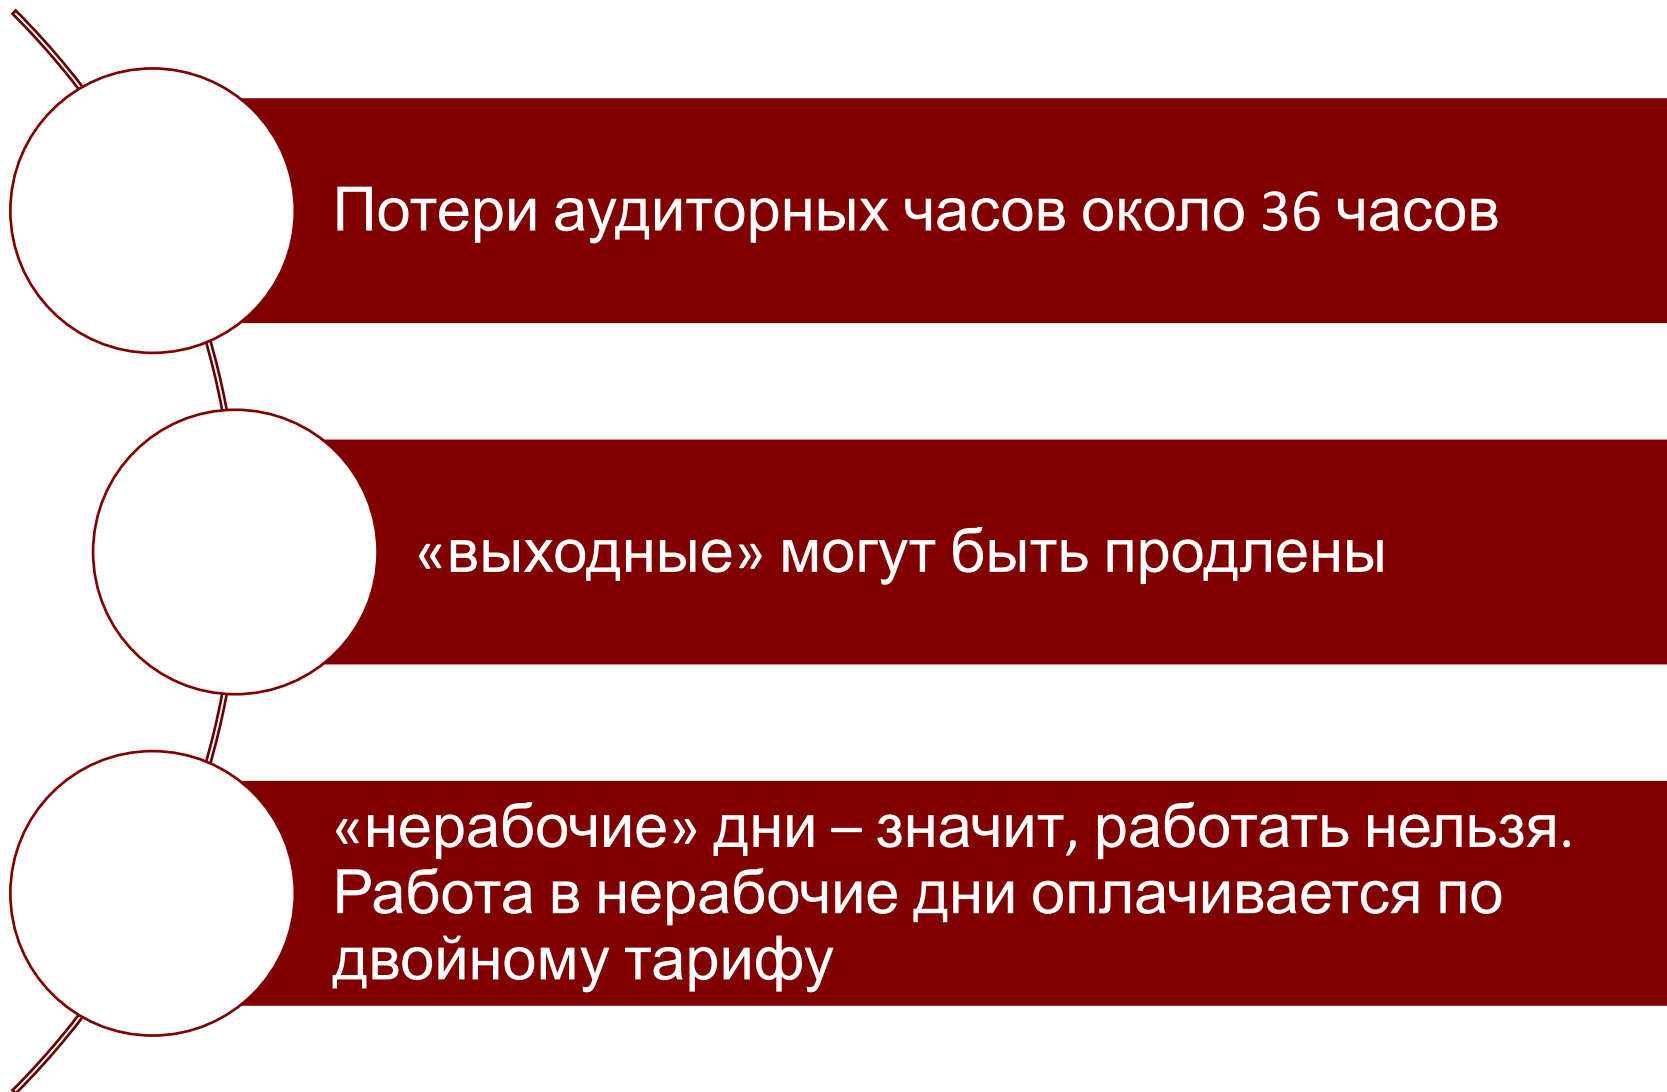 Потери аудиторных часов около 36 часов
«выходные» могут быть продлены
«нерабочие» дни – значит, работать нельзя.
Работа в нерабочие дни оплачивается по
двойному тарифу